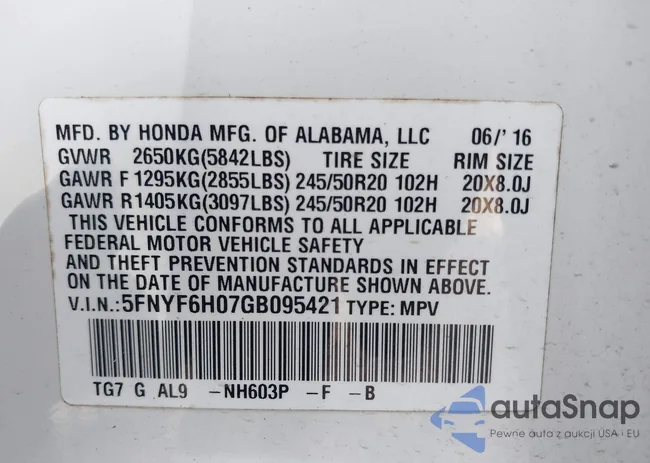 MFD. BY HONDA MFG. OF ALABAMA, LLC 06/' 16
GVWR 2650KG(5842LBS) TIRE SIZE RIM SIZE
GAWR F 1295KG(2855LBS) 245/50R20 102H 20X8.0J
GAWR R1405KG(3097LBS) 245/50R20 102H 20X8.0J
THIS VEHICLE CONFORMS TO ALL APPLICABLE
FEDERAL MOTOR VEHICLE SAFETY
AND THEFT PREVENTION STANDARDS IN EFFECT
ON THE DATE OF MANUFACTURE SHOWN ABOVE.
V.I.N.:5FNYF6H07GB095421 TYPE: MPV
TG7 G AL9 -NH603P -F -B
autaSnap
Pewne auta z aukcji USA i EU